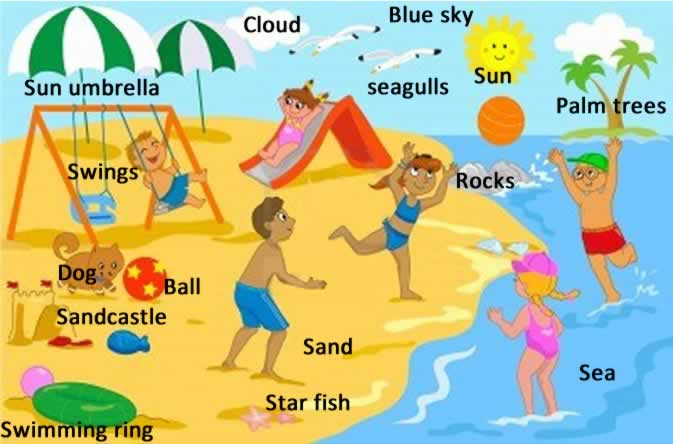 Cloud
Blue sky
Sun umbrella
seagulls
Sun
Palm trees
Swings
Rocks
Dog
Ball
Sandcastle
Sand
Sea
Star fish
Swimming ring